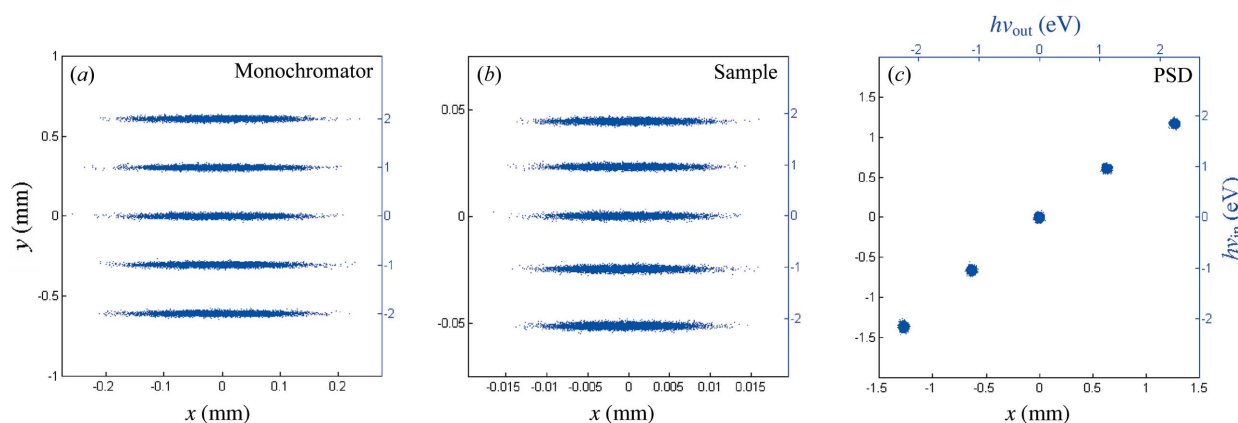 hνout (eV)
-2 -1 0 1 2
(a) Monochromator
1
0.5
0
-0.5
-1
y (mm)
2
1
0
-1
-2
-0.2 -0.1 0 0.1 0.2
x (mm)
(b) Sample
0.05
0
-0.05
2
1
0
-1
-2
-0.015 -0.01 -0.005 0 0.005 0.01 0.015
x (mm)
(c) PSD
1.5
1
0.5
0
-0.5
-1
-1.5
2
1
0
-1
-2
hνin (eV)
-1.5 -1 -0.5 0 0.5 1 1.5
x (mm)